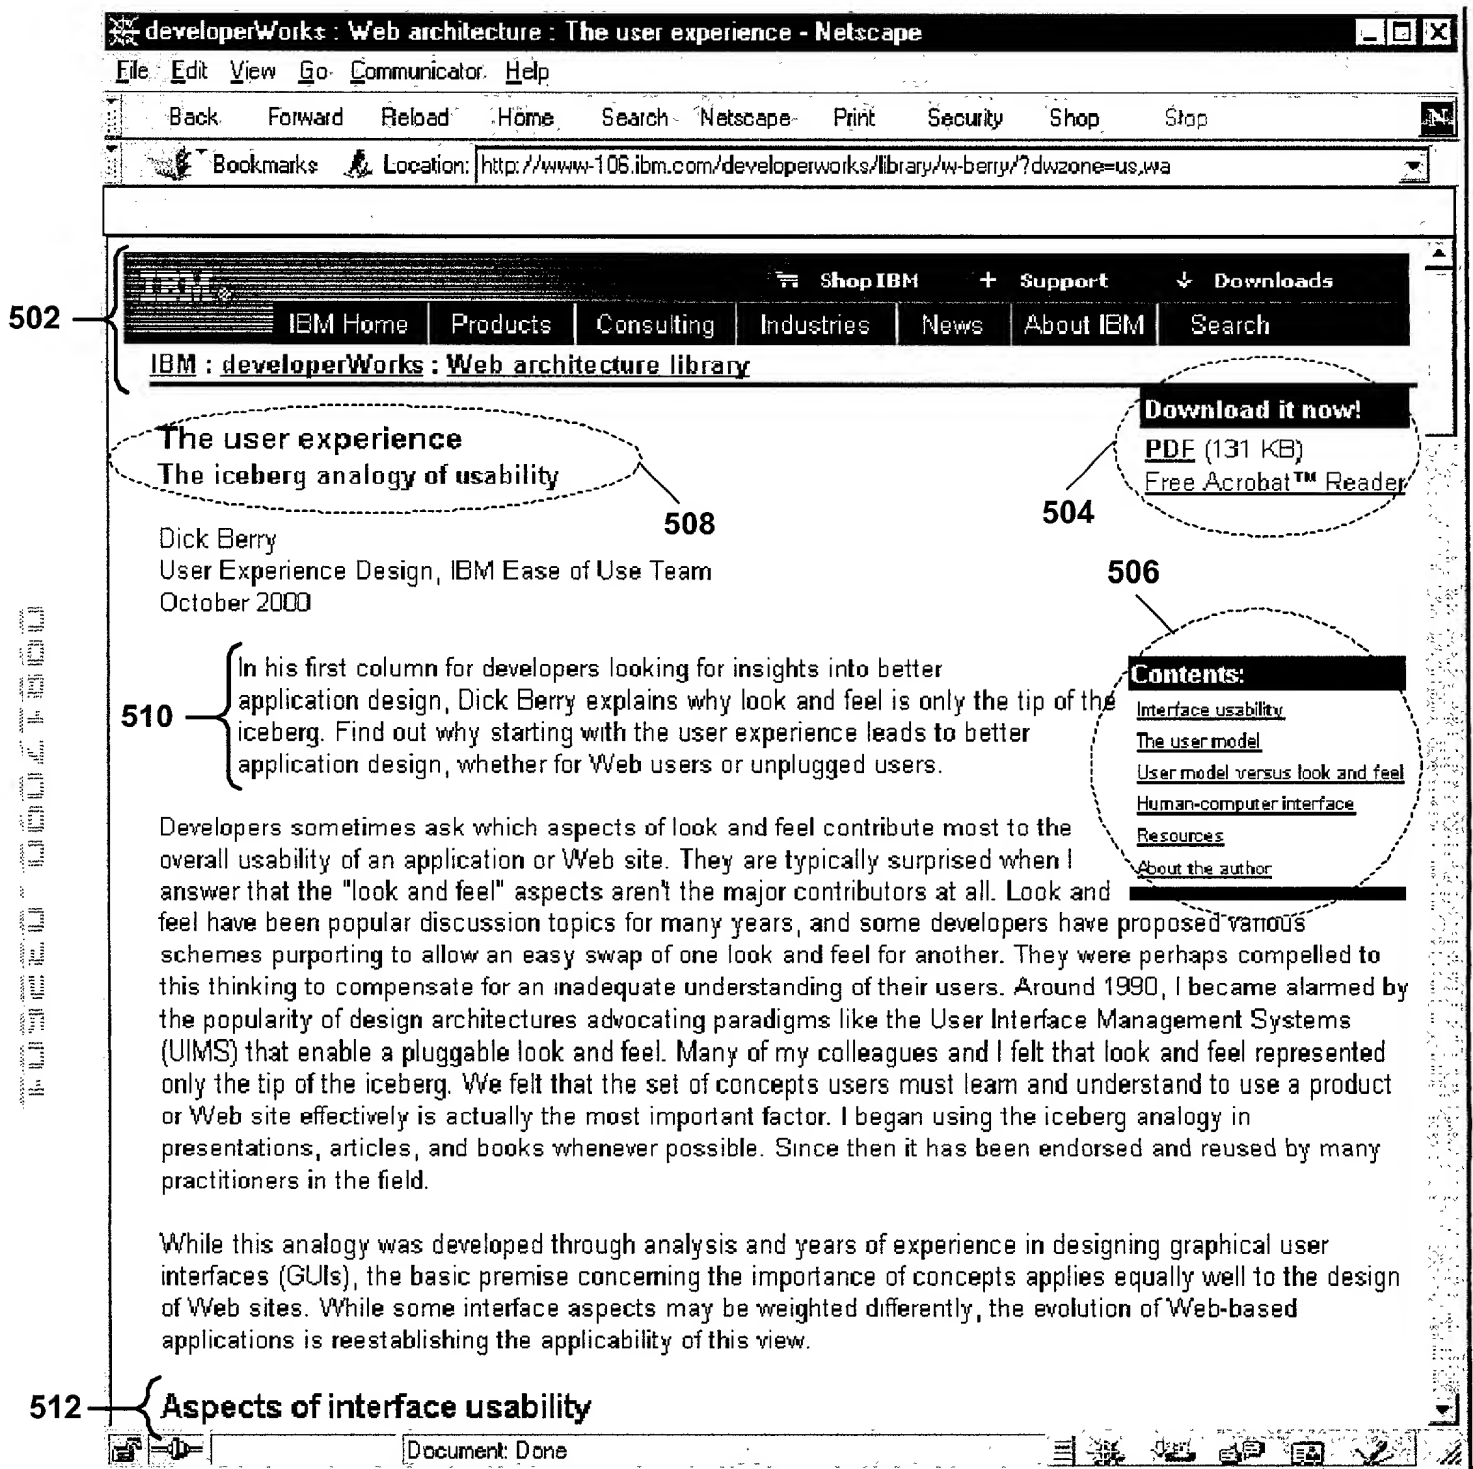 developerWorks : Web architecture : The user experience - Netscape
File Edit View Go Communicator Help
Back Forward Reload Home Search Netscape Print Security Shop Stop
N
Bookmarks Location: http://www-106.ibm.com/developerworks/library/w-berry/?dwzone=us,wa
IBM® Shop IBM + Support Downloads
502
IBM Home Products Consulting Industries News About IBM Search
IBM : developerWorks : Web architecture library
Download it now!
PDF (131 KB)
Free Acrobat™ Reader
504
The user experience
The iceberg analogy of usability
508
Dick Berry
User Experience Design, IBM Ease of Use Team
October 2000
506
Contents:
Interface usability
The user model
User model versus look and feel
Human-computer interface
Resources
About the author
510
In his first column for developers looking for insights into better
application design, Dick Berry explains why look and feel is only the tip of the
iceberg. Find out why starting with the user experience leads to better
application design, whether for Web users or unplugged users.
Developers sometimes ask which aspects of look and feel contribute most to the
overall usability of an application or Web site. They are typically surprised when I
answer that the "look and feel" aspects aren't the major contributors at all. Look and
feel have been popular discussion topics for many years, and some developers have proposed various
schemes purporting to allow an easy swap of one look and feel for another. They were perhaps compelled to
this thinking to compensate for an inadequate understanding of their users. Around 1990, I became alarmed by
the popularity of design architectures advocating paradigms like the User Interface Management Systems
(UIMS) that enable a pluggable look and feel. Many of my colleagues and I felt that look and feel represented
only the tip of the iceberg. We felt that the set of concepts users must learn and understand to use a product
or Web site effectively is actually the most important factor. I began using the iceberg analogy in
presentations, articles, and books whenever possible. Since then it has been endorsed and reused by many
practitioners in the field.
While this analogy was developed through analysis and years of experience in designing graphical user
interfaces (GUIs), the basic premise concerning the importance of concepts applies equally well to the design
of Web sites. While some interface aspects may be weighted differently, the evolution of Web-based
applications is reestablishing the applicability of this view.
512
Aspects of interface usability
Document: Done